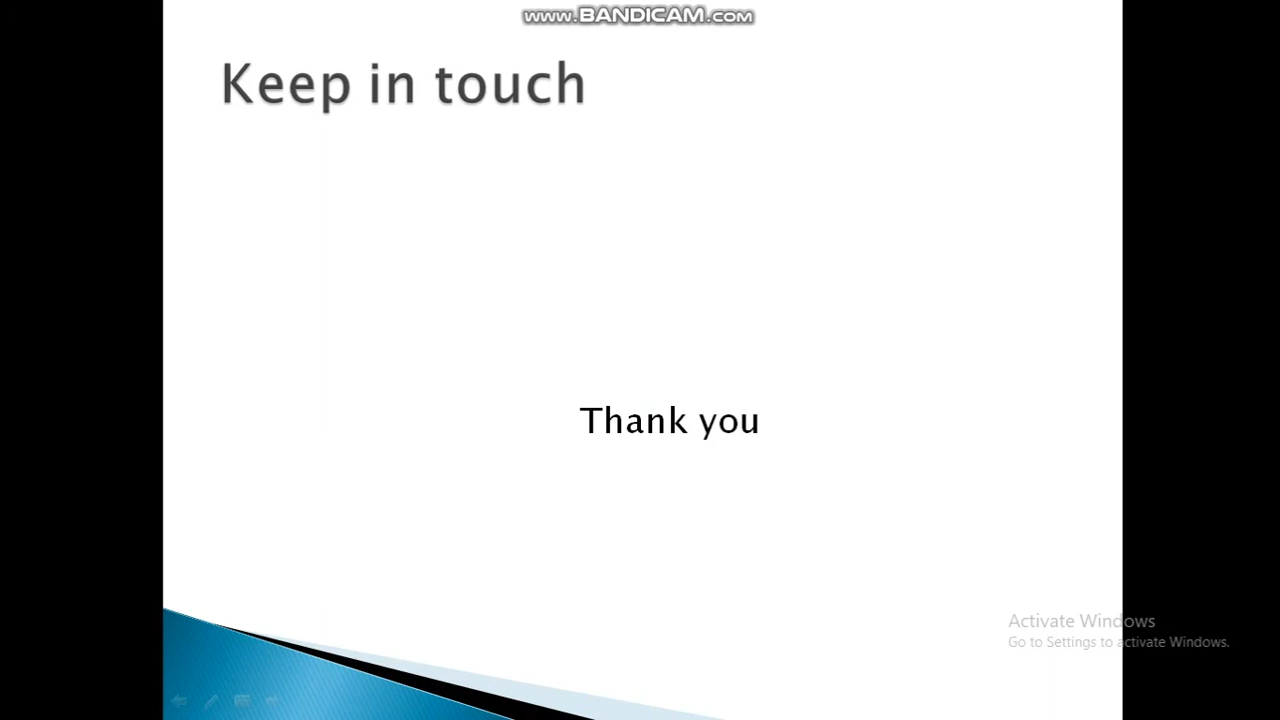 www.BANDICAM.com
Keep in touch
Thank you
Activate Windows
Go to Settings to activate Windows.